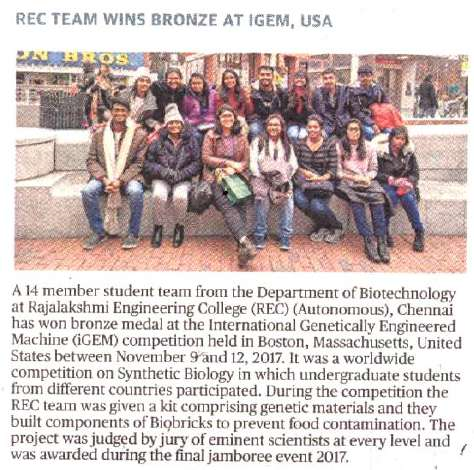 REC TEAM WINS BRONZE AT IGEM, USA
ON BROS
A 14 member student team from the Department of Biotechnology
at Rajalakshmi Engineering College (REC) (Autonomous), Chennai
has won bronze medal at the International Genetically Engineered
Machine (iGEM) competition held in Boston, Massachusetts, United
States between November 9 and 12, 2017. It was a worldwide
competition on Synthetic Biology in which undergraduate students
from different countries participated. During the competition the
REC team was given a kit comprising genetic materials and they
built components of Biobricks to prevent food contamination. The
project was judged by jury of eminent scientists at every level and
was awarded during the final jamboree event 2017.